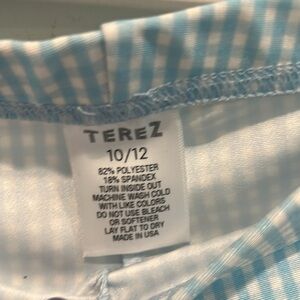 TEREZ
10/12
82% POLYESTER
18% SPANDEX
TURN INSIDE OUT
MACHINE WASH COLD
WITH LIKE COLORS
DO NOT USE BLEACH
OR SOFTENER
LAY FLAT TO DRY
MADE IN USA